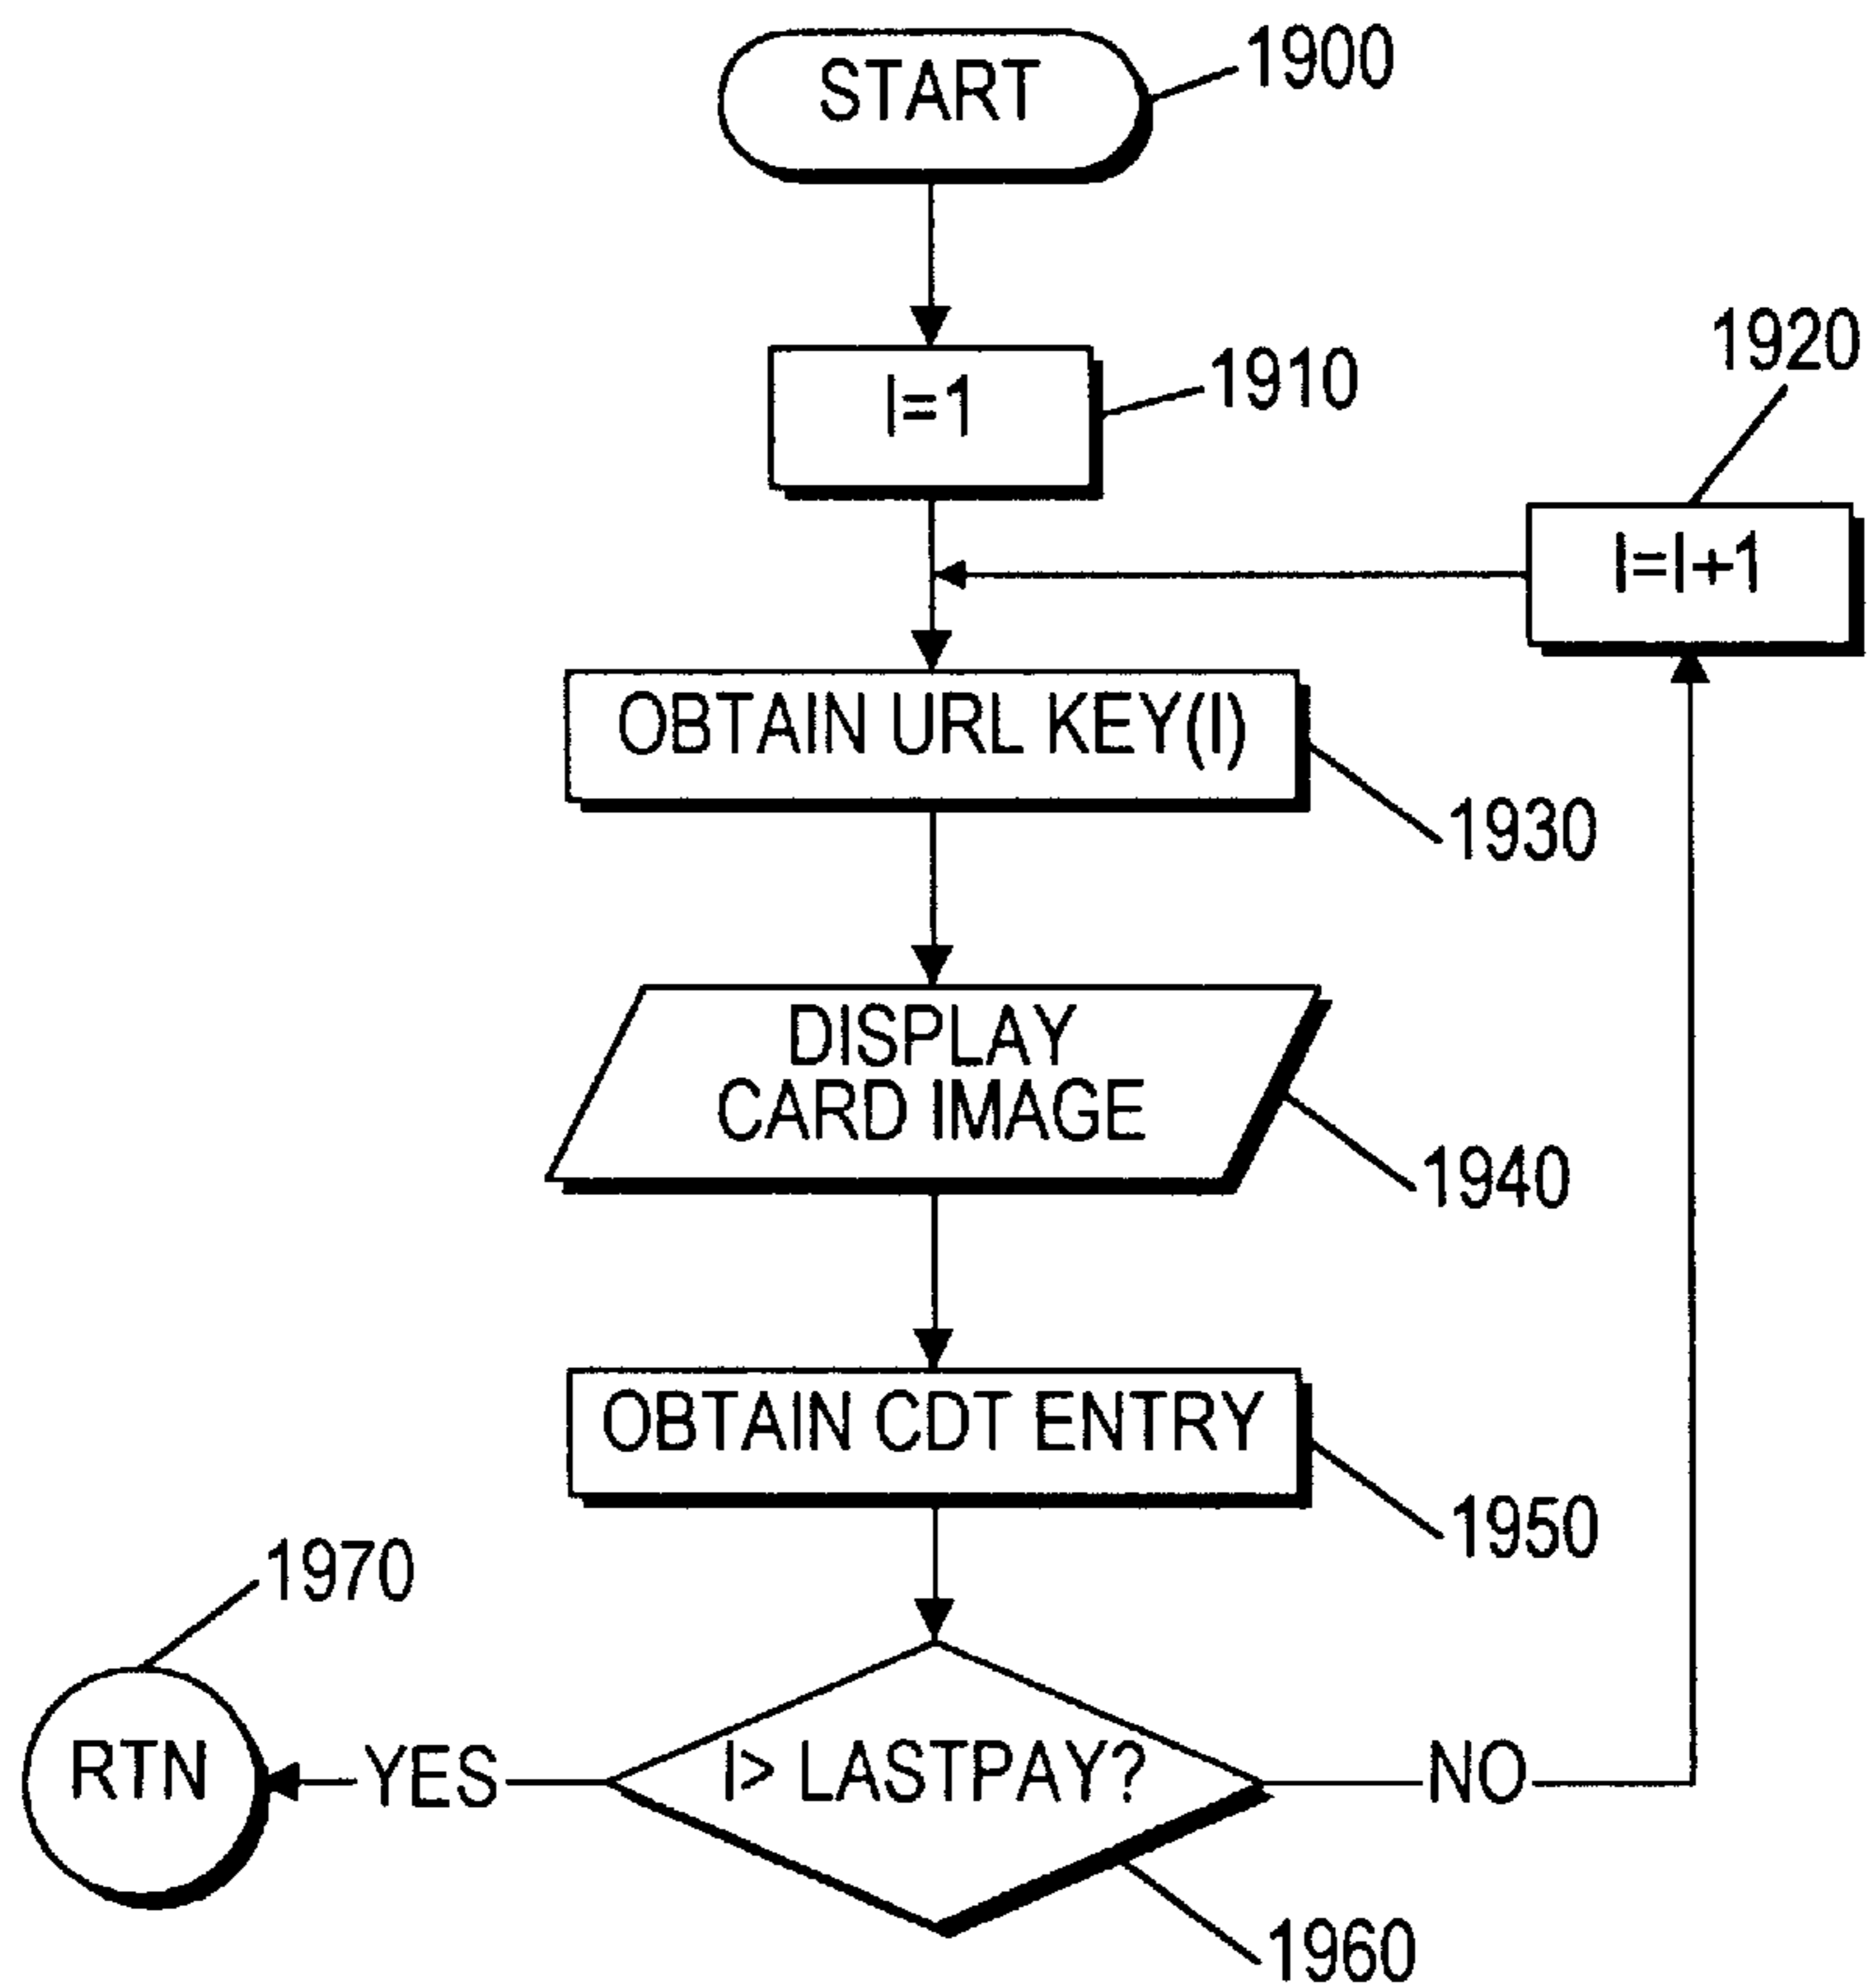 START
1900
I=1
1910
1920
I=I+1
OBTAIN URL KEY(I)
1930
DISPLAY
CARD IMAGE
1940
OBTAIN CDT ENTRY
1950
1970
RTN
YES
I> LASTPAY?
NO
1960